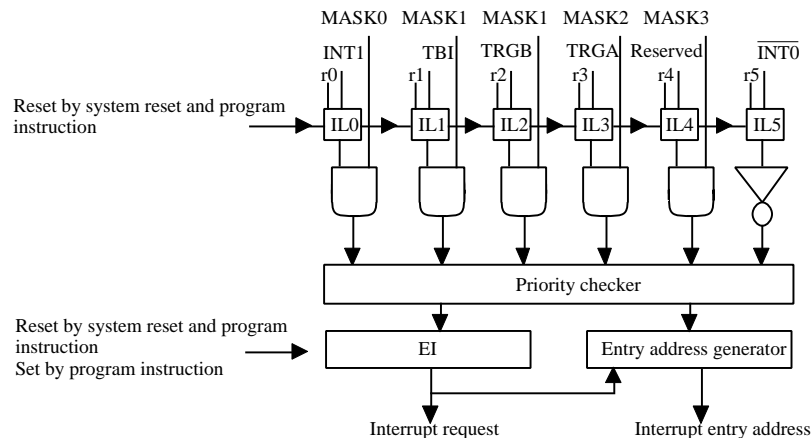 MASK0 MASK1 MASK1 MASK2 MASK3
INT1 TBI TRGB TRGA Reserved INT0
r0 r1 r2 r3 r4 r5
Reset by system reset and program
instruction
IL0 IL1 IL2 IL3 IL4 IL5
Priority checker
Reset by system reset and program
instruction
Set by program instruction
EI Entry address generator
Interrupt request Interrupt entry address